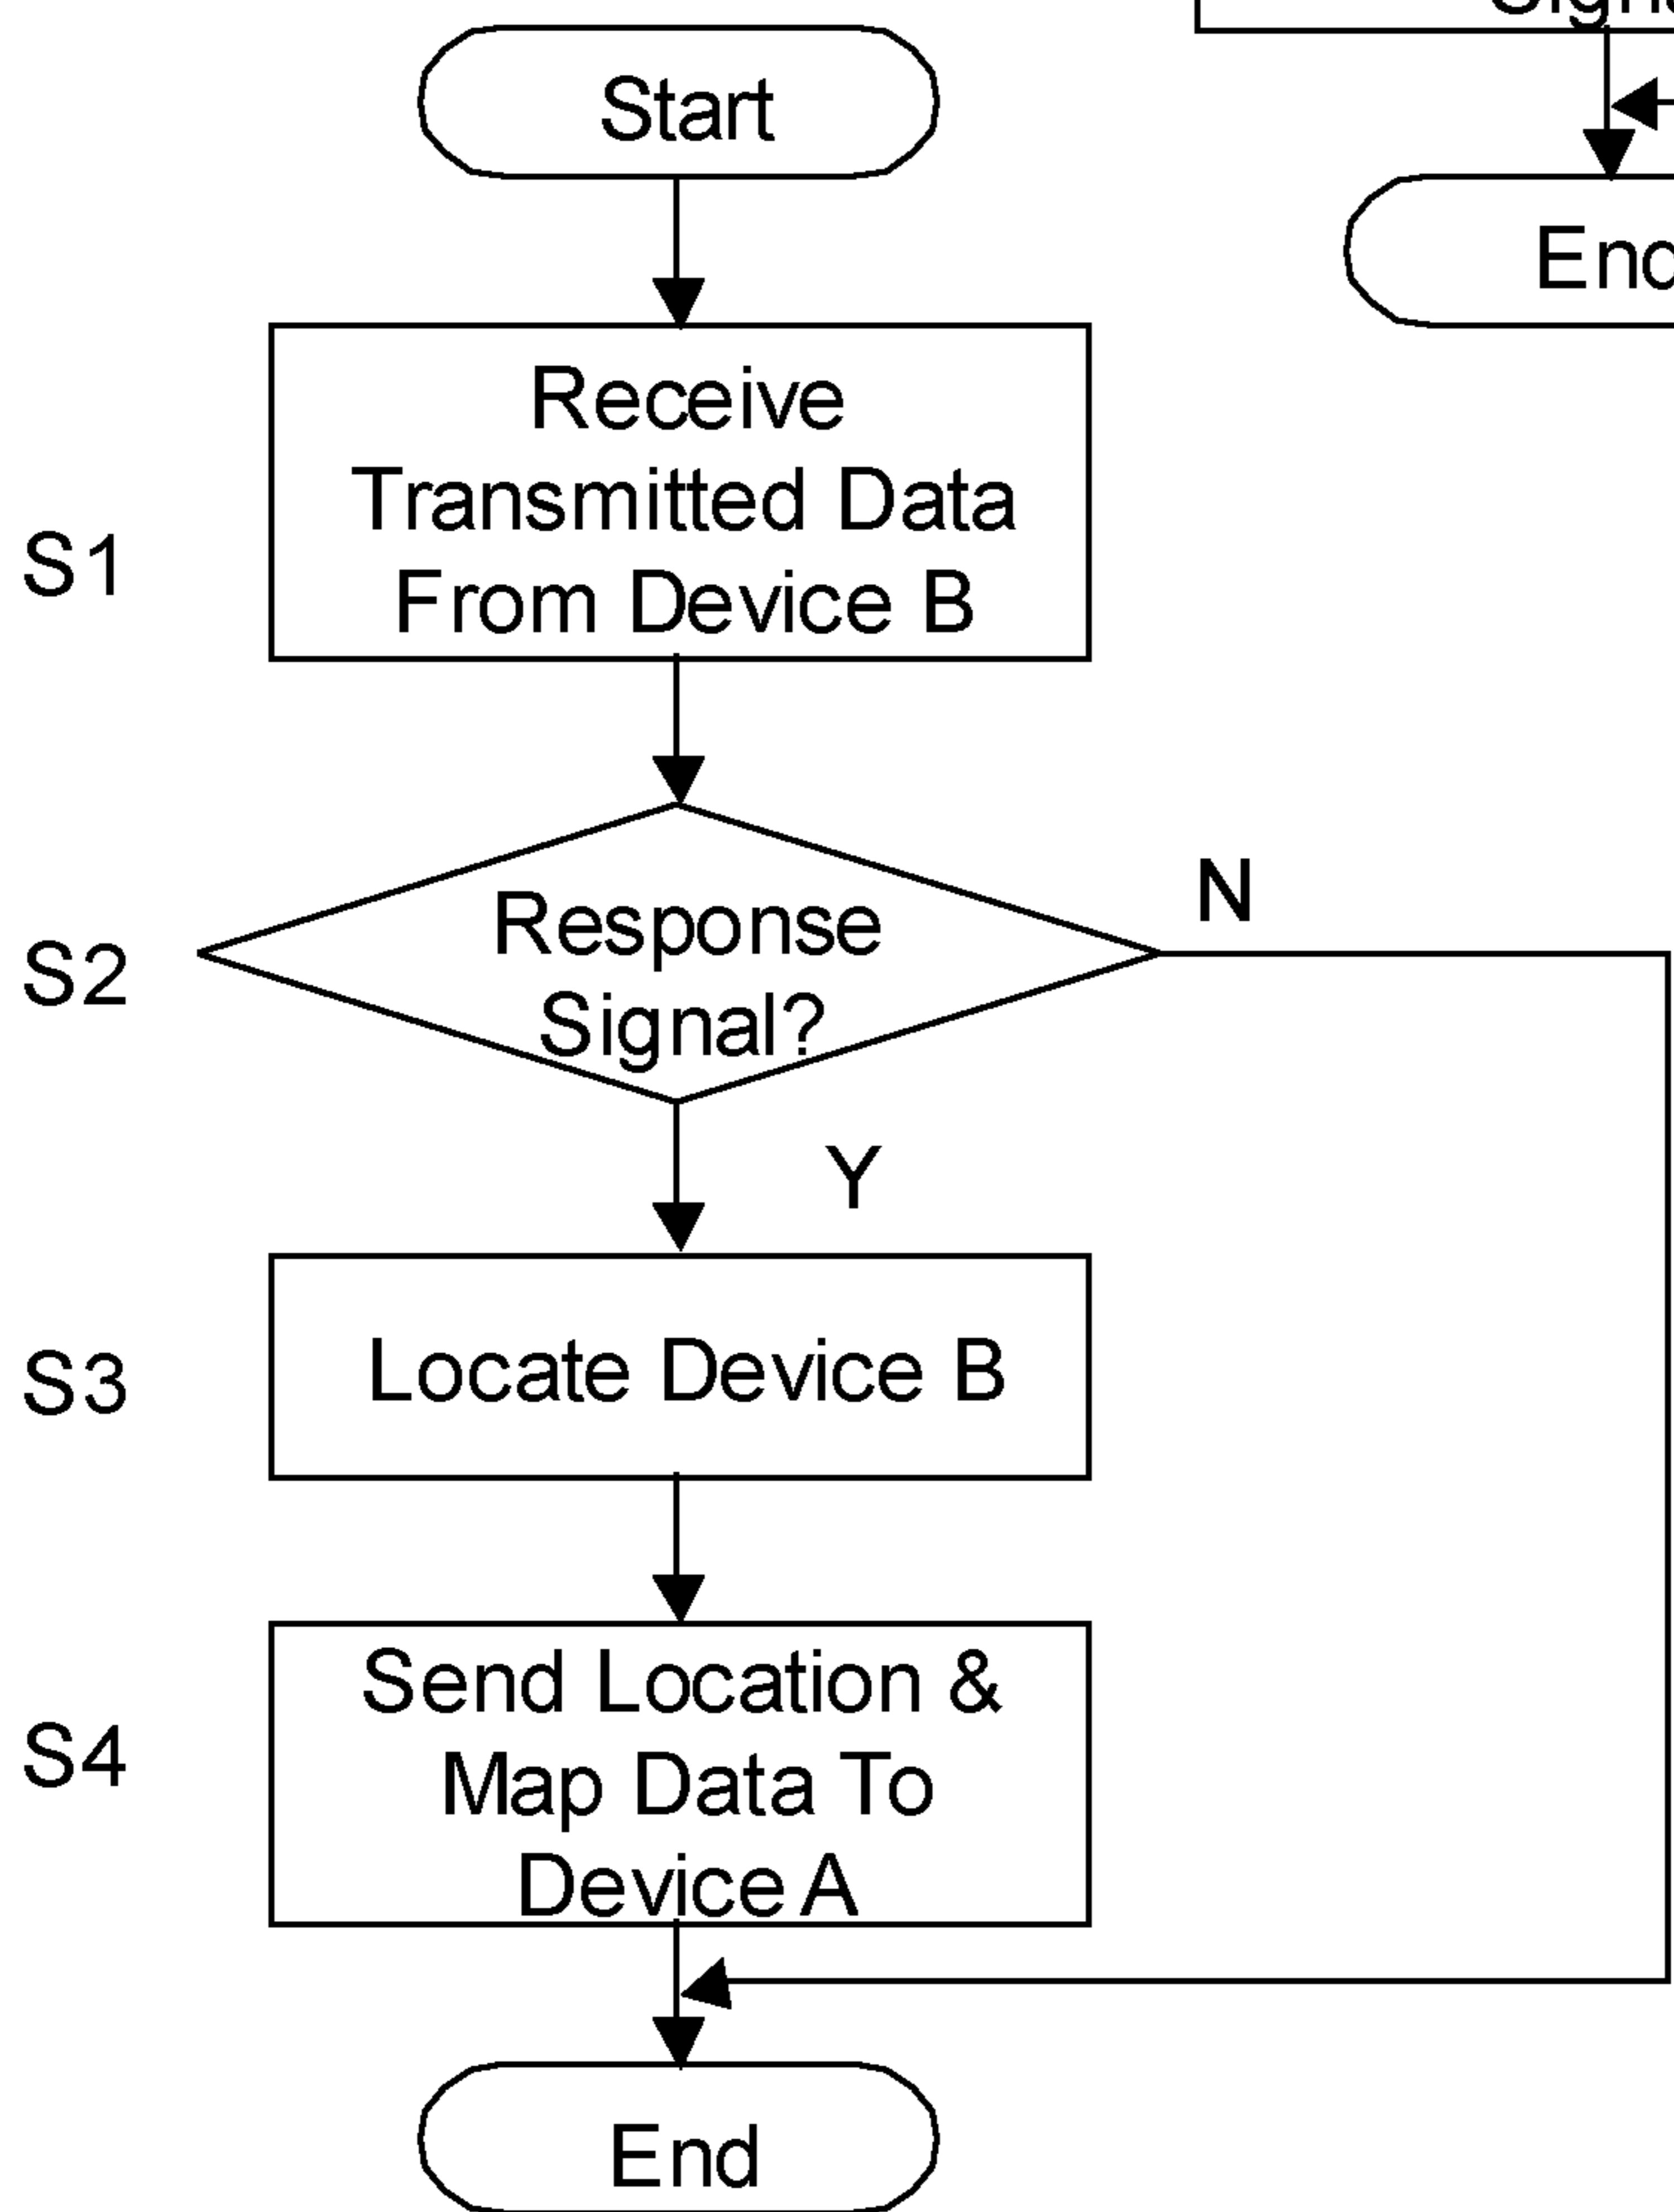 Start
S1
Receive
Transmitted Data
From Device B
S2
Response
Signal?
N
Y
S3
Locate Device B
S4
Send Location &
Map Data To
Device A
End
End